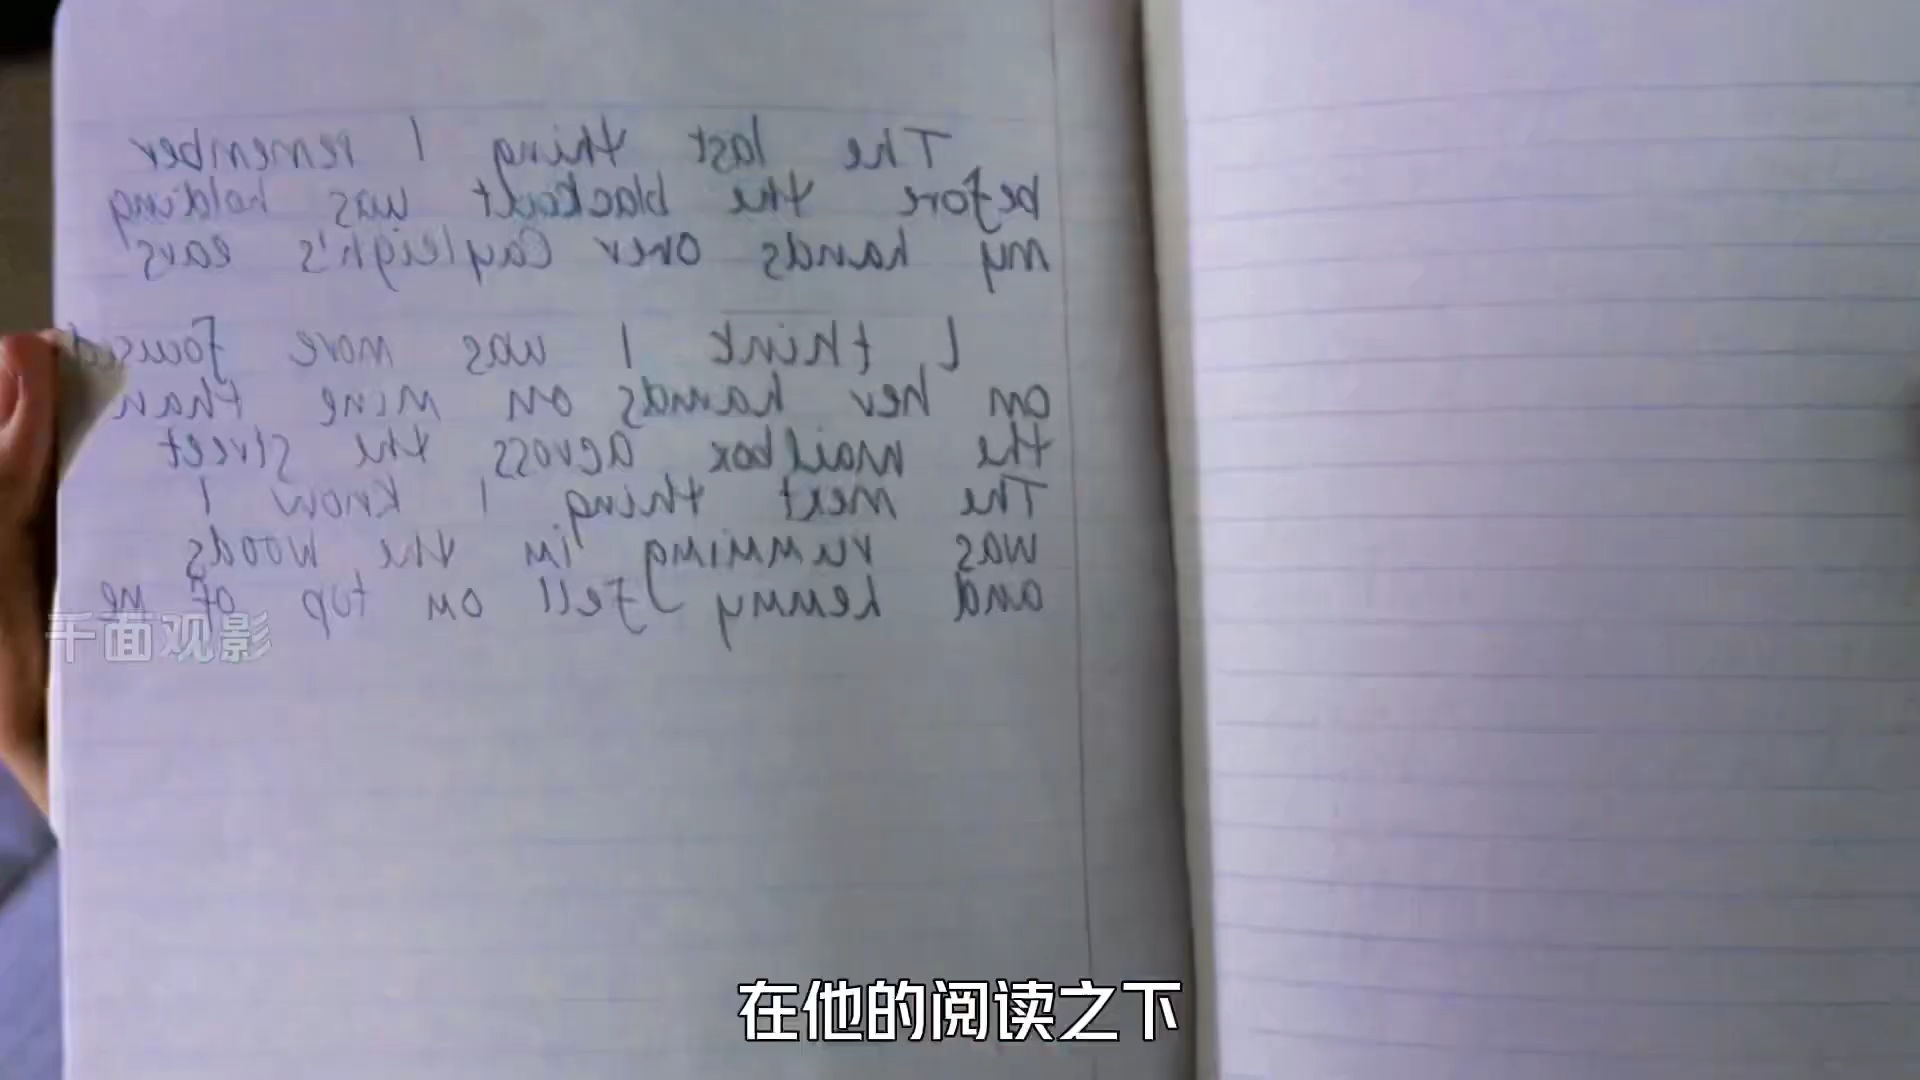 The last thing I remember
before the blackout was holding
my hands over Cayleigh's ears
I think I was more focused
on her hands on mine than
the mailbox across the street
The next thing I know I
was running in the woods
and Lenny fell on top of me
千面观影
在他的阅读之下